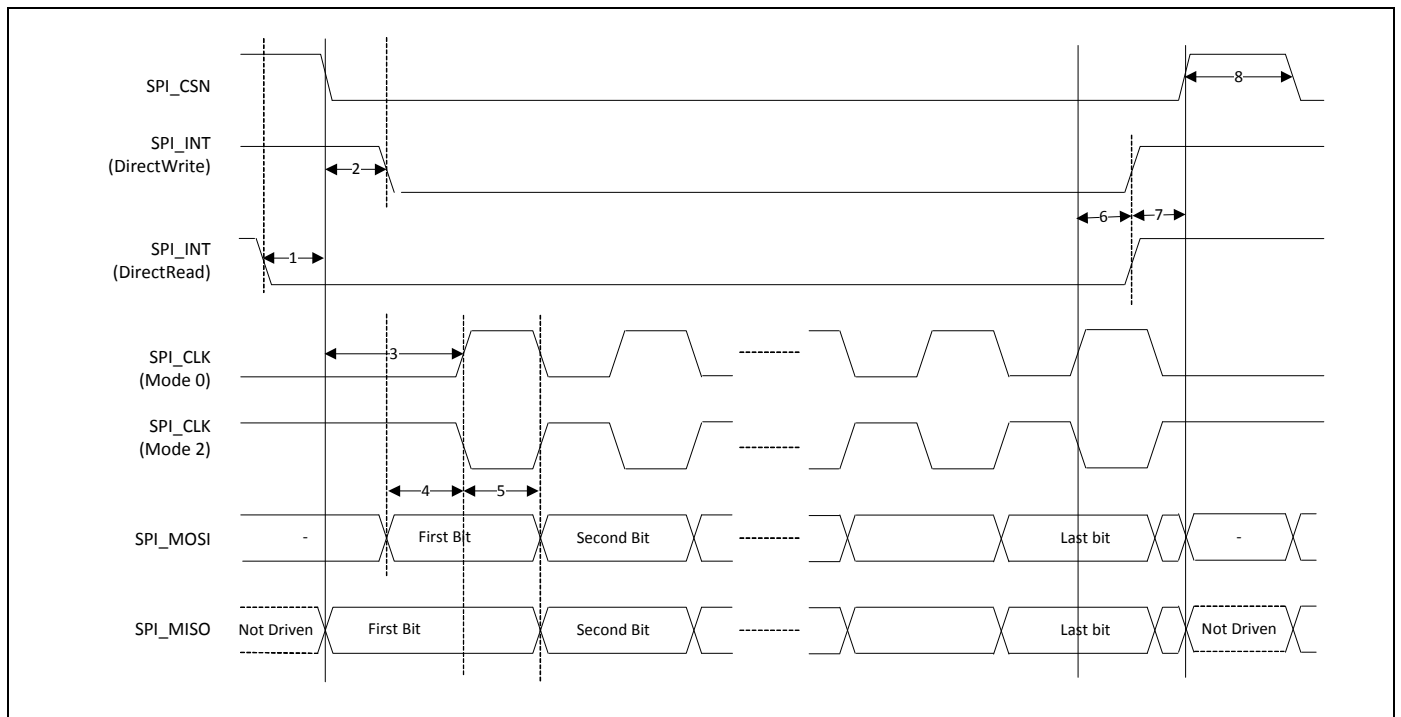 SPI_CSN
8
SPI_INT
(DirectWrite)
2
6
7
SPI_INT
(DirectRead)
1
SPI_CLK
(Mode 0)
3
SPI_CLK
(Mode 2)
4
5
SPI_MOSI
-
First Bit
Second Bit
Last bit
-
SPI_MISO
Not Driven
First Bit
Second Bit
Last bit
Not Driven